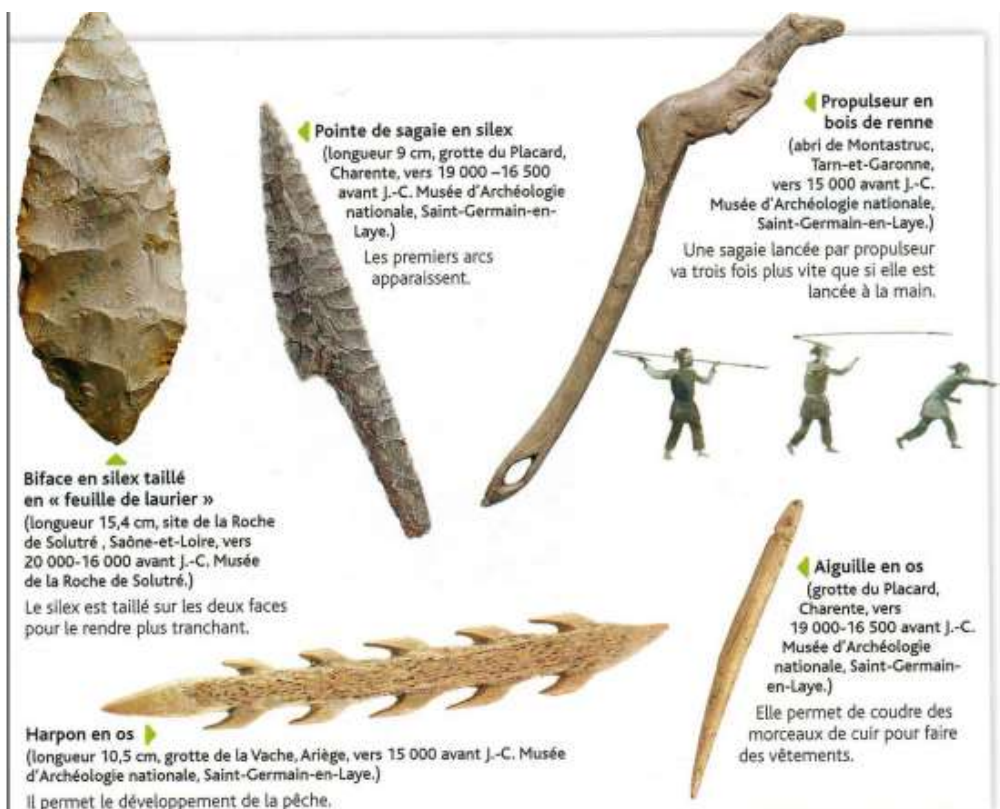 Pointe de sagaie en silex
(longueur 9 cm, grotte du Placard,
Charente, vers 19 000 –16 500
avant J.-C. Musée d'Archéologie
nationale, Saint-Germain-en-
Laye.)
Les premiers arcs
apparaissent.
Propulseur en
bois de renne
(abri de Montastruc,
Tarn-et-Garonne,
vers 15 000 avant J.-C.
Musée d'Archéologie nationale,
Saint-Germain-en-Laye.)
Une sagaie lancée par propulseur
va trois fois plus vite que si elle est
lancée à la main.
Biface en silex taillé
en « feuille de laurier »
(longueur 15,4 cm, site de la Roche
de Solutré , Saône-et-Loire, vers
20 000-16 000 avant J.-C. Musée
de la Roche de Solutré.)
Le silex est taillé sur les deux faces
pour le rendre plus tranchant.
Aiguille en os
(grotte du Placard,
Charente, vers
19 000-16 500 avant J.-C.
Musée d'Archéologie
nationale, Saint-Germain-
en-Laye.)
Elle permet de coudre des
morceaux de cuir pour faire
des vêtements.
Harpon en os
(longueur 10,5 cm, grotte de la Vache, Ariège, vers 15 000 avant J.-C. Musée
d'Archéologie nationale, Saint-Germain-en-Laye.)
Il permet le développement de la pêche.